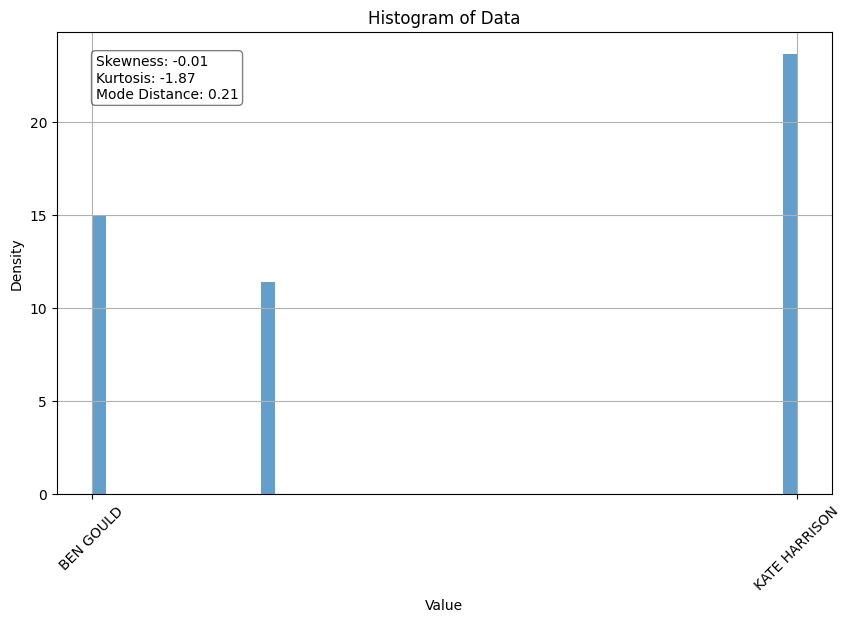 Histogram of Data
Skewness: -0.01
Kurtosis: -1.87
Mode Distance: 0.21
Density
20
15
10
5
0
BEN GOULD
KATE HARRISON
Value